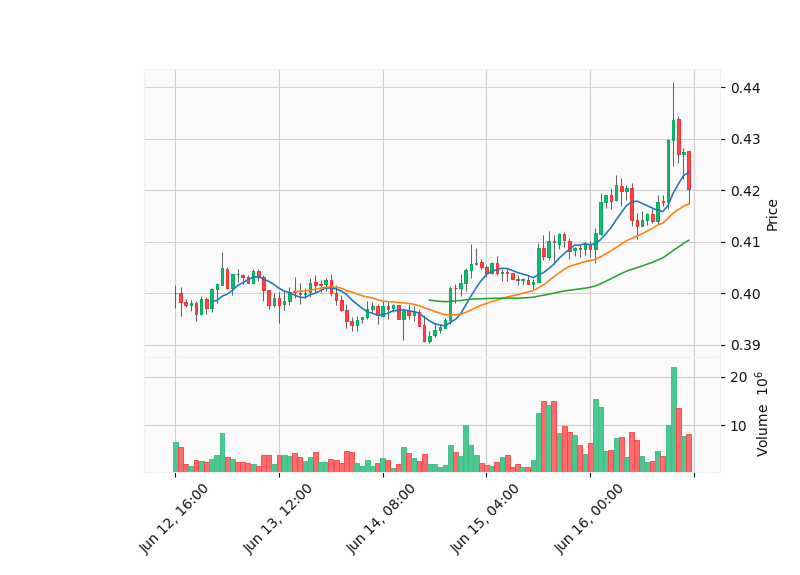 0.44
0.43
0.42
0.41
0.40
0.39
Price
20
10
Volume 10^6
Jun 12, 16:00
Jun 13, 12:00
Jun 14, 08:00
Jun 15, 04:00
Jun 16, 00:00